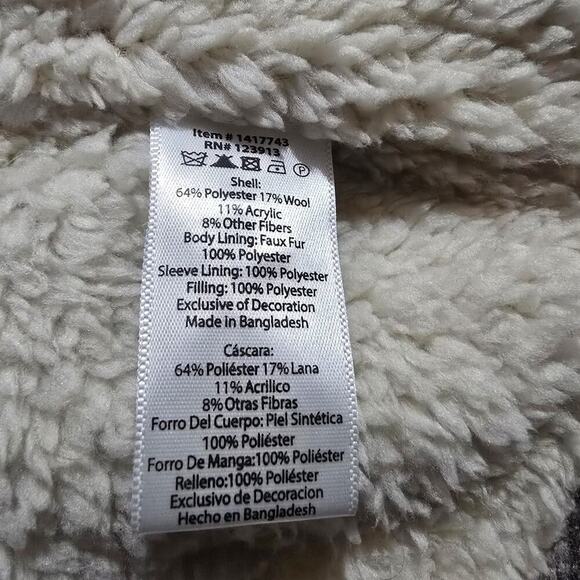 Item # 1417743
RN# 123913
P
Shell:
64% Polyester 17% Wool
11% Acrylic
8% Other Fibers
Body Lining: Faux Fur
100% Polyester
Sleeve Lining: 100% Polyester
Filling: 100% Polyester
Exclusive of Decoration
Made in Bangladesh
Cáscara:
64% Poliéster 17% Lana
11% Acrilico
8% Otras Fibras
Forro Del Cuerpo: Piel Sintética
100% Poliéster
Forro De Manga:100% Poliéster
Relleno:100% Poliéster
Exclusivo de Decoracion
Hecho en Bangladesh